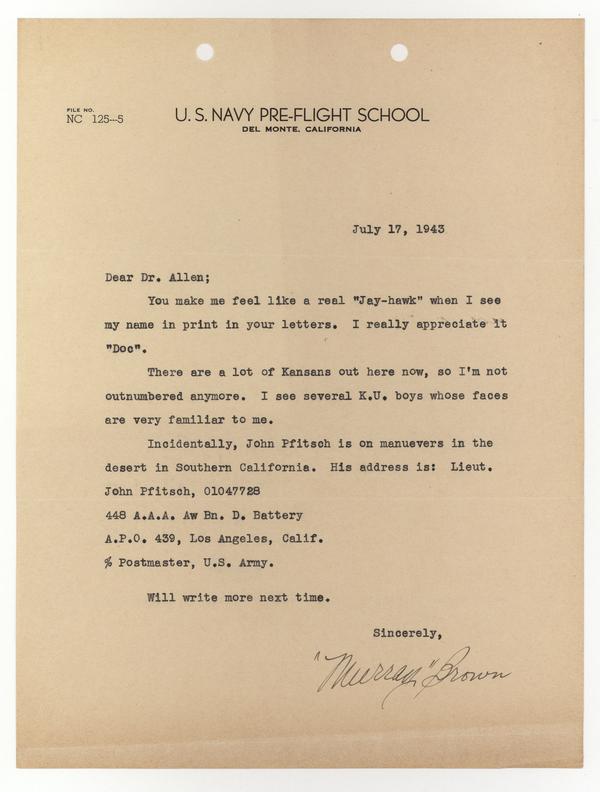 FILE NO.
NC 125--5
U. S. NAVY PRE-FLIGHT SCHOOL
DEL MONTE, CALIFORNIA
July 17, 1943
Dear Dr. Allen;
You make me feel like a real "Jay-hawk" when I see
my name in print in your letters. I really appreciate it
"Doc".
There are a lot of Kansans out here now, so I'm not
outnumbered anymore. I see several K.U. boys whose faces
are very familiar to me.
Incidentally, John Pfitsch is on manuevers in the
desert in Southern California. His address is: Lieut.
John Pfitsch, 01047728
448 A.A.A. Aw Bn. D. Battery
A.P.O. 439, Los Angeles, Calif.
% Postmaster, U.S. Army.
Will write more next time.
Sincerely,
"Murray" Brown